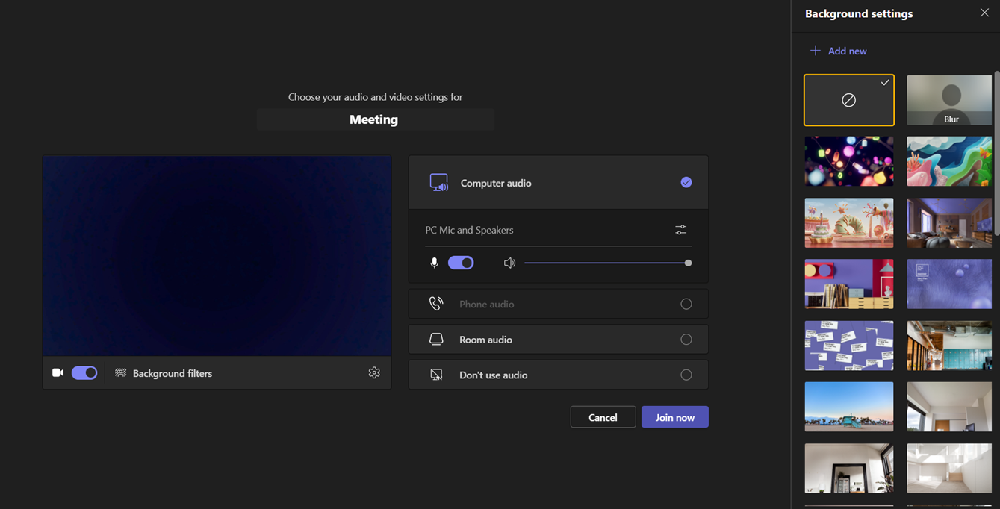 Background settings
Add new
Blur
Choose your audio and video settings for
Meeting
Computer audio
PC Mic and Speakers
Phone audio
Room audio
Don't use audio
Background filters
Cancel
Join now